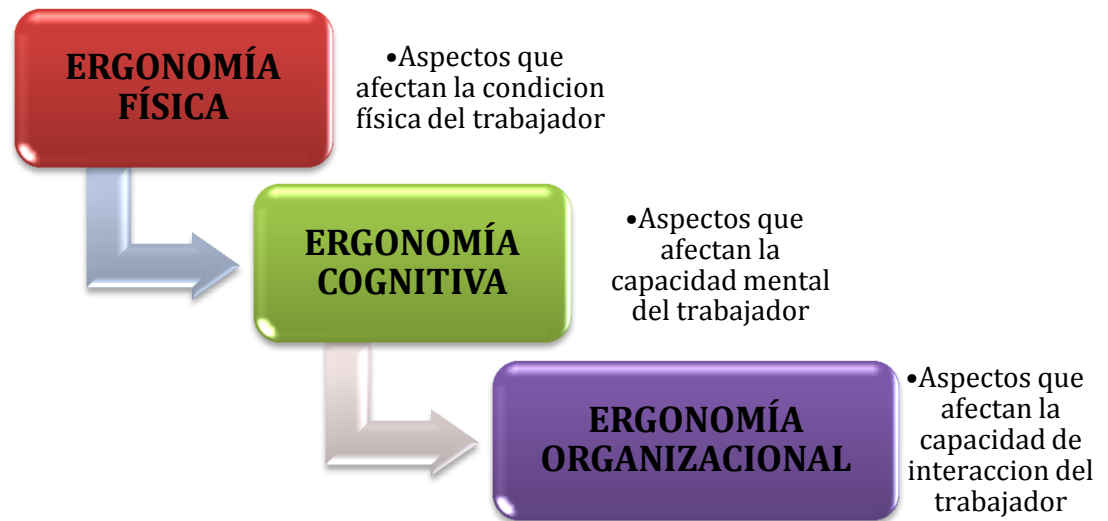 ERGONOMÍA
FÍSICA
•Aspectos que
afectan la condicion
física del trabajador
ERGONOMÍA
COGNITIVA
•Aspectos que
afectan la
capacidad mental
del trabajador
ERGONOMÍA
ORGANIZACIONAL
•Aspectos que
afectan la
capacidad de
interaccion del
trabajador